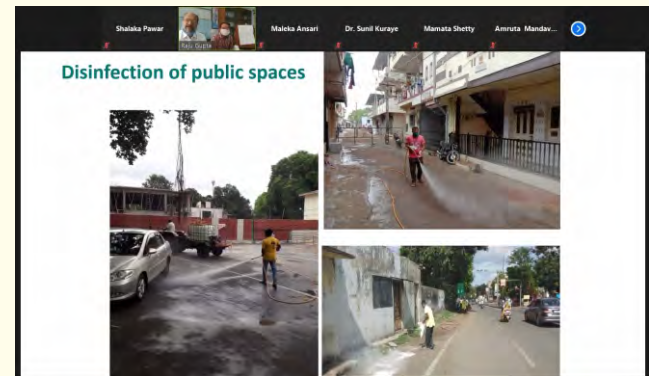 Shalaka Pawar
Maleka Ansari
Dr. Sunil Kuraye
Mamata Shetty
Amruta Mandav...
Disinfection of public spaces